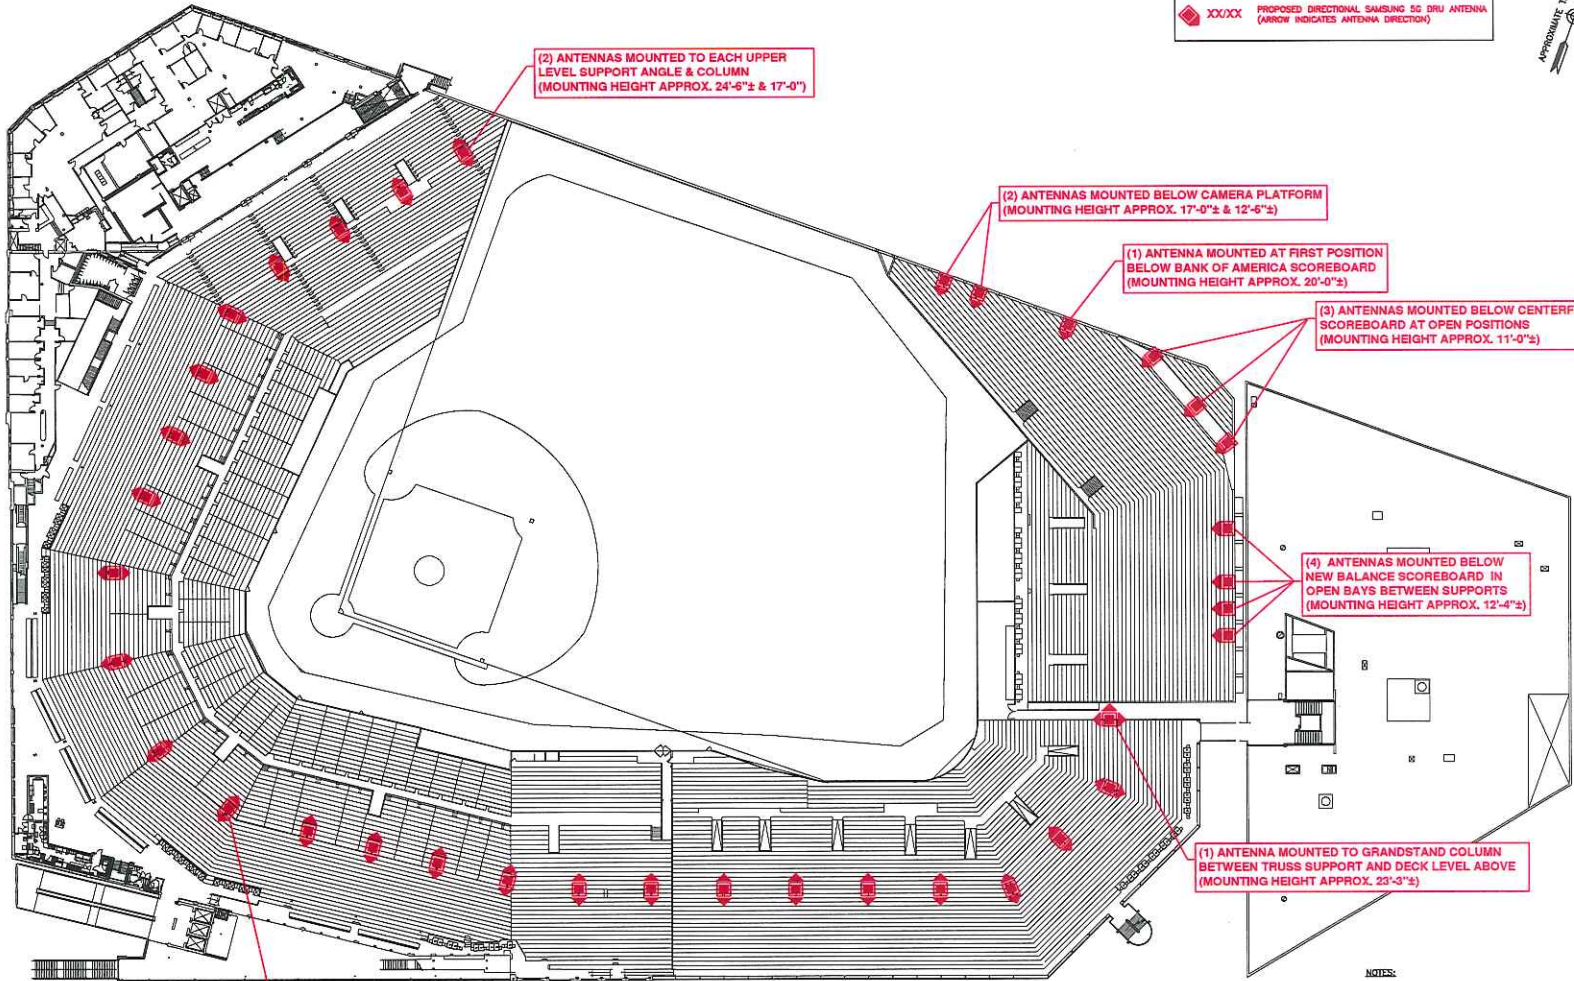 XX/XX PROPOSED DIRECTIONAL SAMSUNG 5G DRU ANTENNA
(ARROW INDICATES ANTENNA DIRECTION)
APPROXIMATE
(2) ANTENNAS MOUNTED TO EACH UPPER
LEVEL SUPPORT ANGLE & COLUMN
(MOUNTING HEIGHT APPROX. 24'-6"± & 17'-0")
(2) ANTENNAS MOUNTED BELOW CAMERA PLATFORM
(MOUNTING HEIGHT APPROX. 17'-0"± & 12'-6"±)
(1) ANTENNA MOUNTED AT FIRST POSITION
BELOW BANK OF AMERICA SCOREBOARD
(MOUNTING HEIGHT APPROX. 20'-0"±)
(3) ANTENNAS MOUNTED BELOW CENTERF
SCOREBOARD AT OPEN POSITIONS
(MOUNTING HEIGHT APPROX. 11'-0"±)
(4) ANTENNAS MOUNTED BELOW
NEW BALANCE SCOREBOARD IN
OPEN BAYS BETWEEN SUPPORTS
(MOUNTING HEIGHT APPROX. 12'-4"±)
(1) ANTENNA MOUNTED TO GRANDSTAND COLUMN
BETWEEN TRUSS SUPPORT AND DECK LEVEL ABOVE
(MOUNTING HEIGHT APPROX. 23'-3"±)
NOTES: